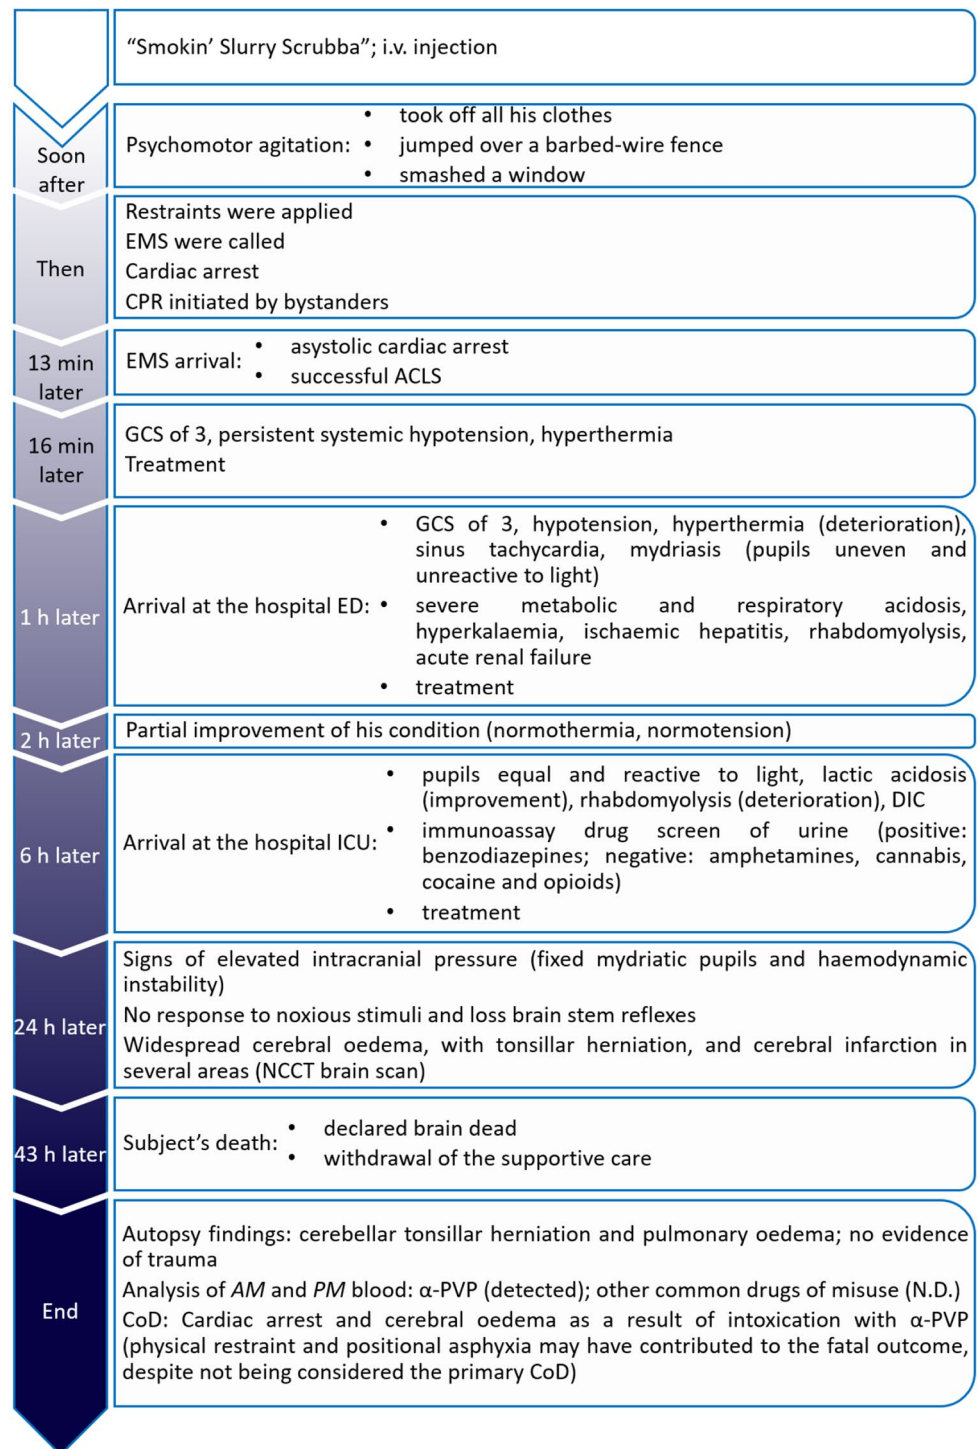 “Smokin’ Slurry Scrubba”; i.v. injection
Soon
after
Psychomotor agitation:
• took off all his clothes
• jumped over a barbed-wire fence
• smashed a window
Then
Restraints were applied
EMS were called
Cardiac arrest
CPR initiated by bystanders
13 min
later
EMS arrival:
• asystolic cardiac arrest
• successful ACLS
16 min
later
GCS of 3, persistent systemic hypotension, hyperthermia
Treatment
1 h later
Arrival at the hospital ED:
• GCS of 3, hypotension, hyperthermia (deterioration),
sinus tachycardia, mydriasis (pupils uneven and
unreactive to light)
• severe metabolic and respiratory acidosis,
hyperkalaemia, ischaemic hepatitis, rhabdomyolysis,
acute renal failure
• treatment
2 h later
Partial improvement of his condition (normothermia, normotension)
6 h later
Arrival at the hospital ICU:
• pupils equal and reactive to light, lactic acidosis
(improvement), rhabdomyolysis (deterioration), DIC
• immunoassay drug screen of urine (positive:
benzodiazepines; negative: amphetamines, cannabis,
cocaine and opioids)
• treatment
24 h later
Signs of elevated intracranial pressure (fixed mydriatic pupils and haemodynamic
instability)
No response to noxious stimuli and loss brain stem reflexes
Widespread cerebral oedema, with tonsillar herniation, and cerebral infarction in
several areas (NCCT brain scan)
43 h later
Subject’s death:
• declared brain dead
• withdrawal of the supportive care
End
Autopsy findings: cerebellar tonsillar herniation and pulmonary oedema; no evidence
of trauma
Analysis of AM and PM blood: α-PVP (detected); other common drugs of misuse (N.D.)
CoD: Cardiac arrest and cerebral oedema as a result of intoxication with α-PVP
(physical restraint and positional asphyxia may have contributed to the fatal outcome,
despite not being considered the primary CoD)